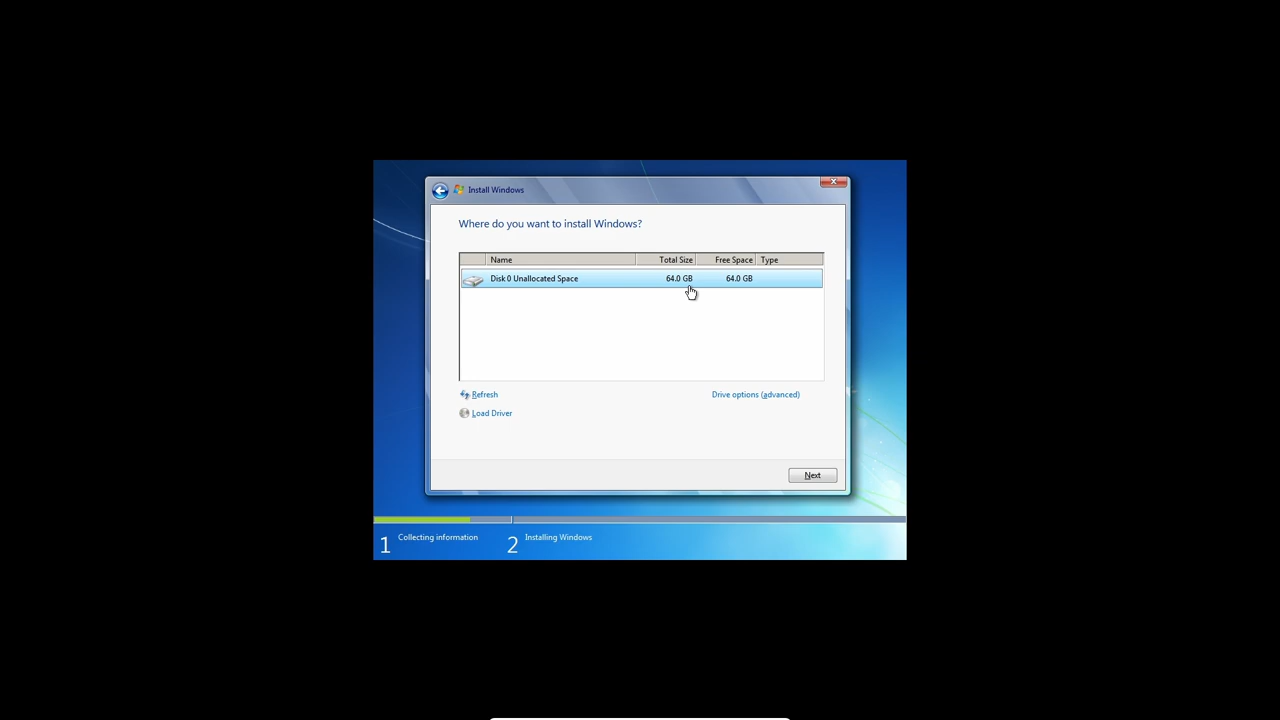 Install Windows
Where do you want to install Windows?
Name Total Size Free Space Type
Disk 0 Unallocated Space 64.0 GB 64.0 GB
Refresh Drive options (advanced)
Load Driver
Next
1 Collecting information 2 Installing Windows